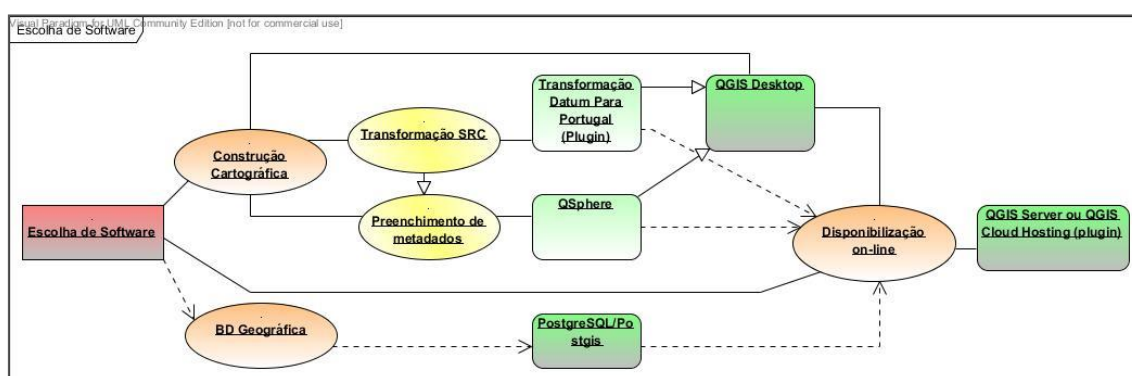 Visual Paradigm for UML Community Edition [not for commercial use]
Escolha de Software
Transformação
Datum Para
Portugal
(Plugin)
QGIS Desktop
Transformação SRC
Construção
Cartográfica
Preenchimento de
metadados
QSphere
Escolha de Software
Disponibilização
on-line
QGIS Server ou QGIS
Cloud Hosting (plugin)
BD Geográfica
PostgreSQL/Po
stgis